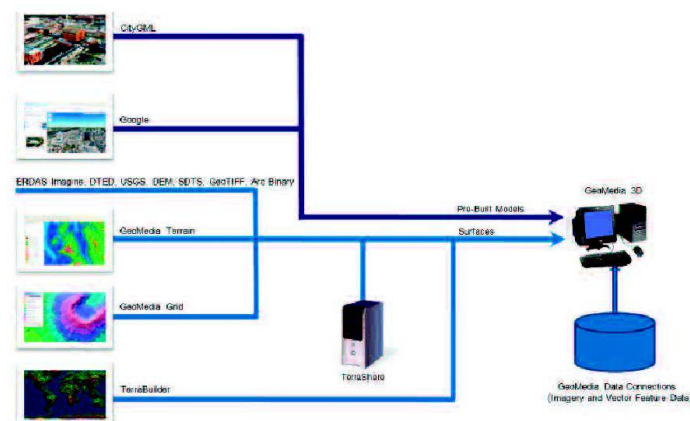 CityGML
Google
ERDAS Imagine, DTED, USGS, DEM, SDTS, GeoTIFF, Arc Binary
GeoMedia 3D
Pre-Built Models
GeoMedia Terrain
Surfaces
GeoMedia Grid
TerraShare
TerraBuilder
GeoMedia Data Connections
(Imagery and Vector Feature Data)